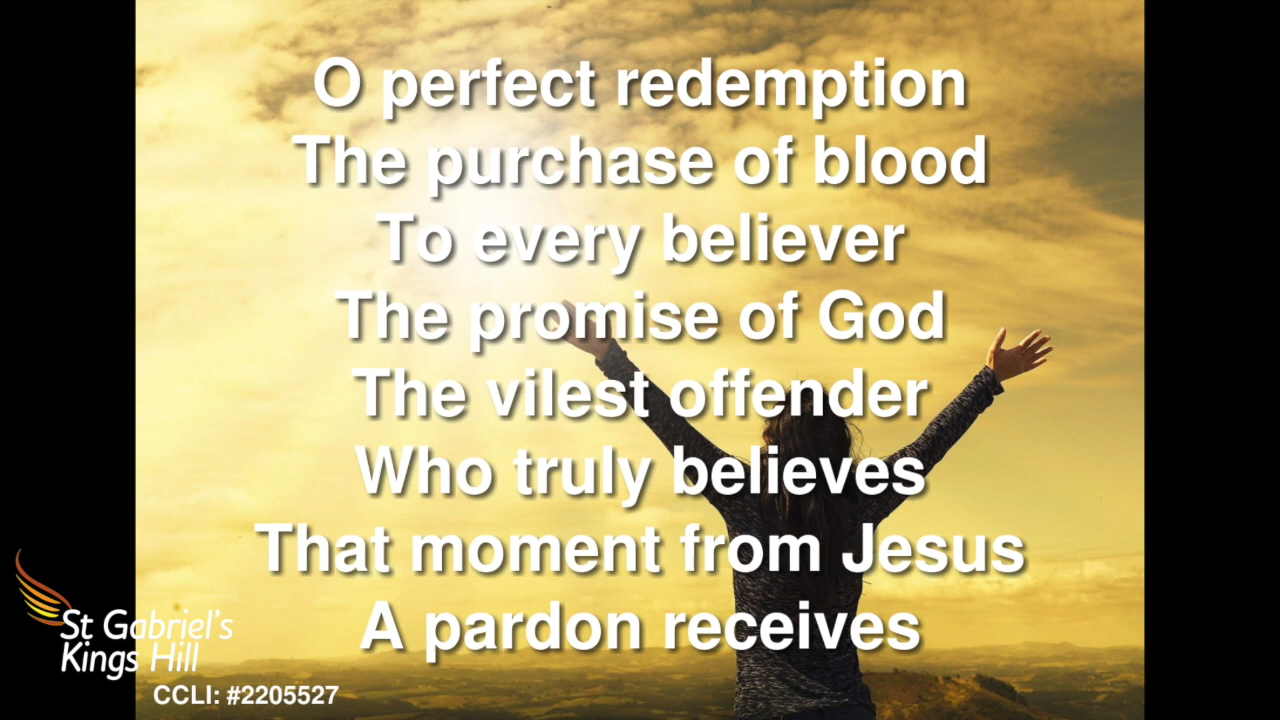 O perfect redemption
The purchase of blood
To every believer
The promise of God
The vilest offender
Who truly believes
That moment from Jesus
A pardon receives
St Gabriel's
Kings Hill
CCLI: #2205527